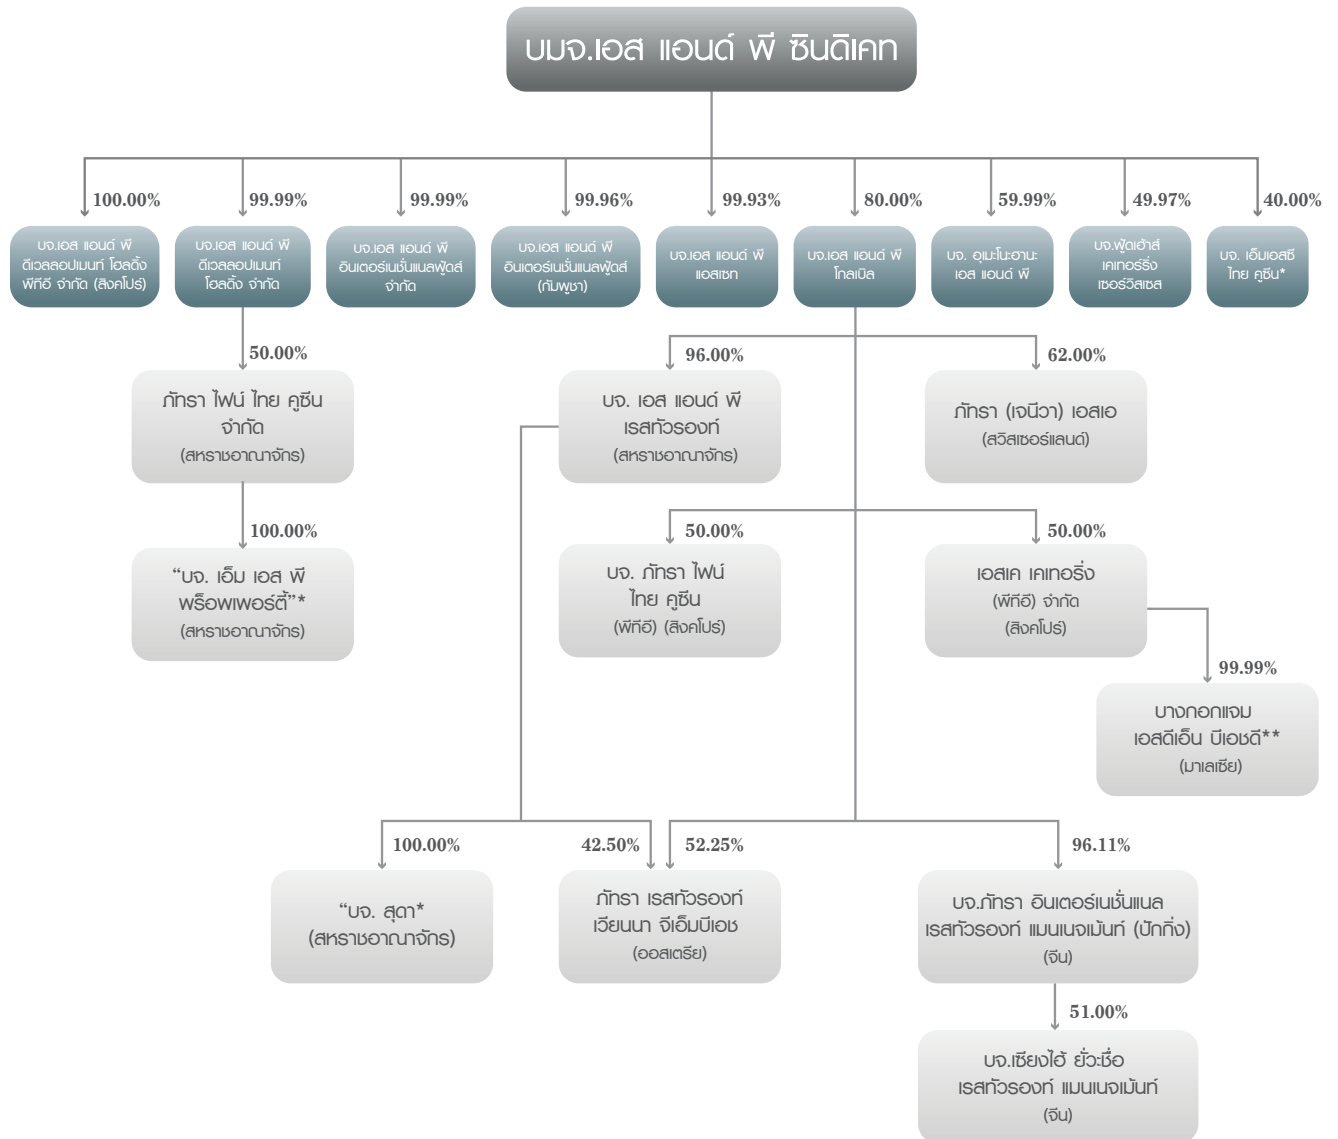 บมจ.เอส แอนด์ พี ซินดิเคท
100.00%
99.99%
99.99%
99.96%
99.93%
80.00%
59.99%
49.97%
40.00%
บจ.เอส แอนด์ พี
ดีเวลลอปเมนท์ โฮลดิ้ง
พีทีอี จำกัด (สิงคโปร์)
บจ.เอส แอนด์ พี
ดีเวลลอปเมนท์
โฮลดิ้ง จำกัด
บจ.เอส แอนด์ พี
อินเตอร์เนชั่นแนลฟู้ดส์
จำกัด
บจ.เอส แอนด์ พี
อินเตอร์เนชั่นแนลฟู้ดส์
(กัมพูชา)
บจ.เอส แอนด์ พี
แอสเซท
บจ.เอส แอนด์ พี
โกลเบิล
บจ. อุเมะโนะฮานะ
เอส แอนด์ พี
บจ.ฟู้ดเฮ้าส์
เคเทอร์ริ่ง
เซอร์วิสเซส
บจ. เอ็มเอสซี
ไทย คูซีน*
50.00%
96.00%
62.00%
ภัทรา ไฟน์ ไทย คูซีน
จำกัด
(สหราชอาณาจักร)
บจ. เอส แอนด์ พี
เรสทัวรองท์
(สหราชอาณาจักร)
ภัทรา (เจนีวา) เอสเอ
(สวิสเซอร์แลนด์)
100.00%
50.00%
50.00%
“บจ. เอ็ม เอส พี
พร็อพเพอร์ตี้”*
(สหราชอาณาจักร)
บจ. ภัทรา ไฟน์
ไทย คูซีน
(พีทีอี) (สิงคโปร์)
เอสเค เคเทอริ่ง
(พีทีอี) จำกัด
(สิงคโปร์)
99.99%
บางกอกแจม
เอสดีเอ็น บีเอชดี**
(มาเลเซีย)
100.00%
42.50%
52.25%
96.11%
“บจ. สุดา*
(สหราชอาณาจักร)
ภัทรา เรสทัวรองท์
เวียนนา จีเอ็มบีเอช
(ออสเตรีย)
บจ.ภัทรา อินเตอร์เนชั่นแนล
เรสทัวรองท์ แมนเนจเม้นท์ (ปักกิ่ง)
(จีน)
51.00%
บจ.เซียงไฮ้ ยั่วะชื่อ
เรสทัวรองท์ แมนเนจเม้นท์
(จีน)